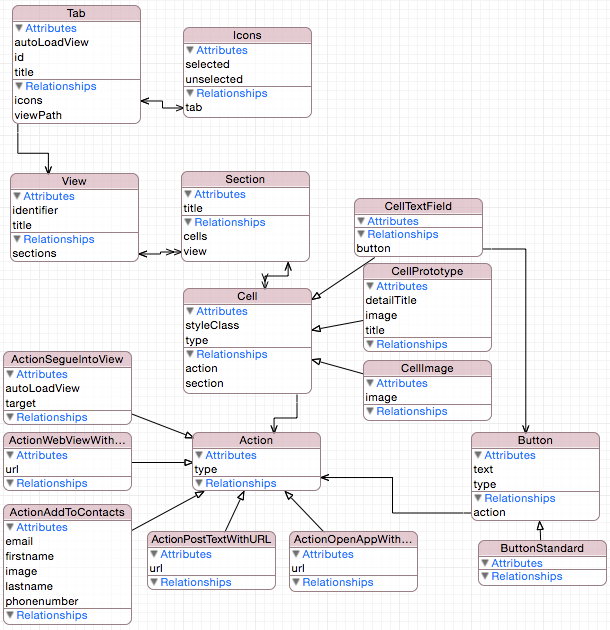 Tab
Attributes
autoLoadView
id
title
Relationships
icons
viewPath
Icons
Attributes
selected
unselected
Relationships
tab
View
Attributes
identifier
title
Relationships
sections
Section
Attributes
title
Relationships
cells
view
CellTextField
Attributes
Relationships
button
CellPrototype
Attributes
detailTitle
image
title
Relationships
Cell
Attributes
styleClass
type
Relationships
action
section
CellImage
Attributes
image
Relationships
ActionSegueIntoView
Attributes
autoLoadView
target
Relationships
ActionWebViewWith...
Attributes
url
Relationships
Action
Attributes
type
Relationships
Button
Attributes
text
type
Relationships
action
ActionAddToContacts
Attributes
email
firstname
image
lastname
phonenumber
Relationships
ActionPostTextWithURL
Attributes
url
Relationships
ActionOpenAppWith...
Attributes
url
Relationships
ButtonStandard
Attributes
Relationships